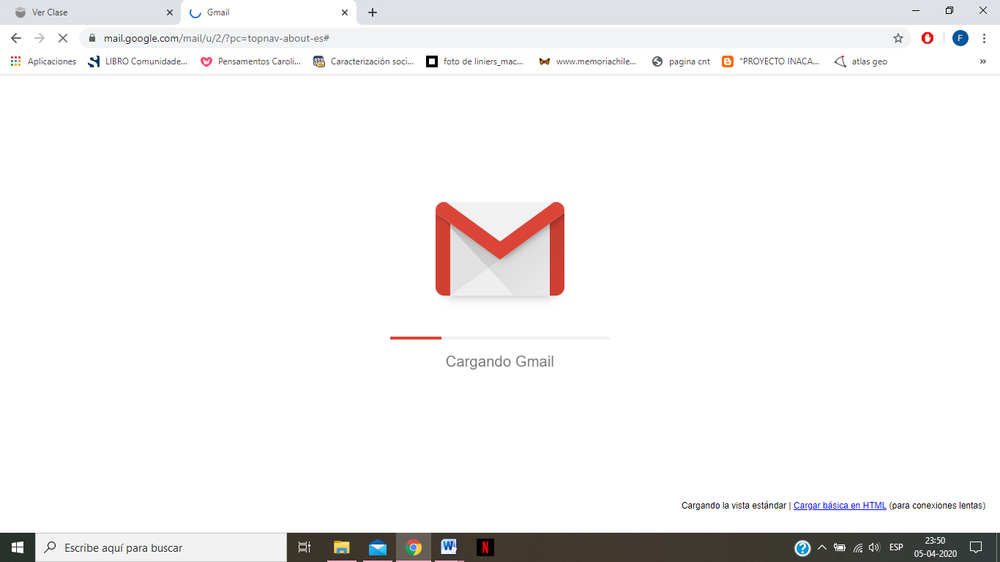 Ver Clase
Gmail
mail.google.com/mail/u/2/?pc=topnav-about-es#
F
Aplicaciones
LIBRO Comunidade...
Pensamentos Caroli...
Caracterización soci...
foto de liniers_mac...
www.memoriachile...
pagina cnt
"PROYECTO INACA...
atlas geo
»
Cargando Gmail
Cargando la vista estándar | Cargar básica en HTML (para conexiones lentas)
Escribe aquí para buscar
ESP
23:50
05-04-2020